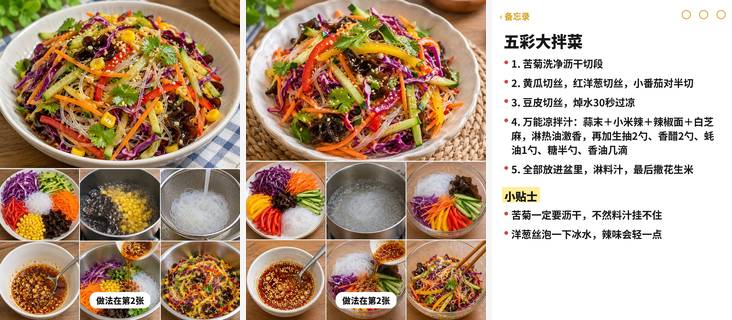 做法在第2张
做法在第2张
‹ 备忘录
五彩大拌菜
1. 苦菊洗净沥干切段
2. 黄瓜切丝，红洋葱切丝，小番茄对半切
3. 豆皮切丝，焯水30秒过凉
4. 万能凉拌汁：蒜末＋小米辣＋辣椒面＋白芝
麻，淋热油激香，再加生抽2勺、香醋2勺、蚝
油1勺、糖半勺、香油几滴
5. 全部放进盆里，淋料汁，最后撒花生米
小贴士
苦菊一定要沥干，不然料汁挂不住
洋葱丝泡一下冰水，辣味会轻一点